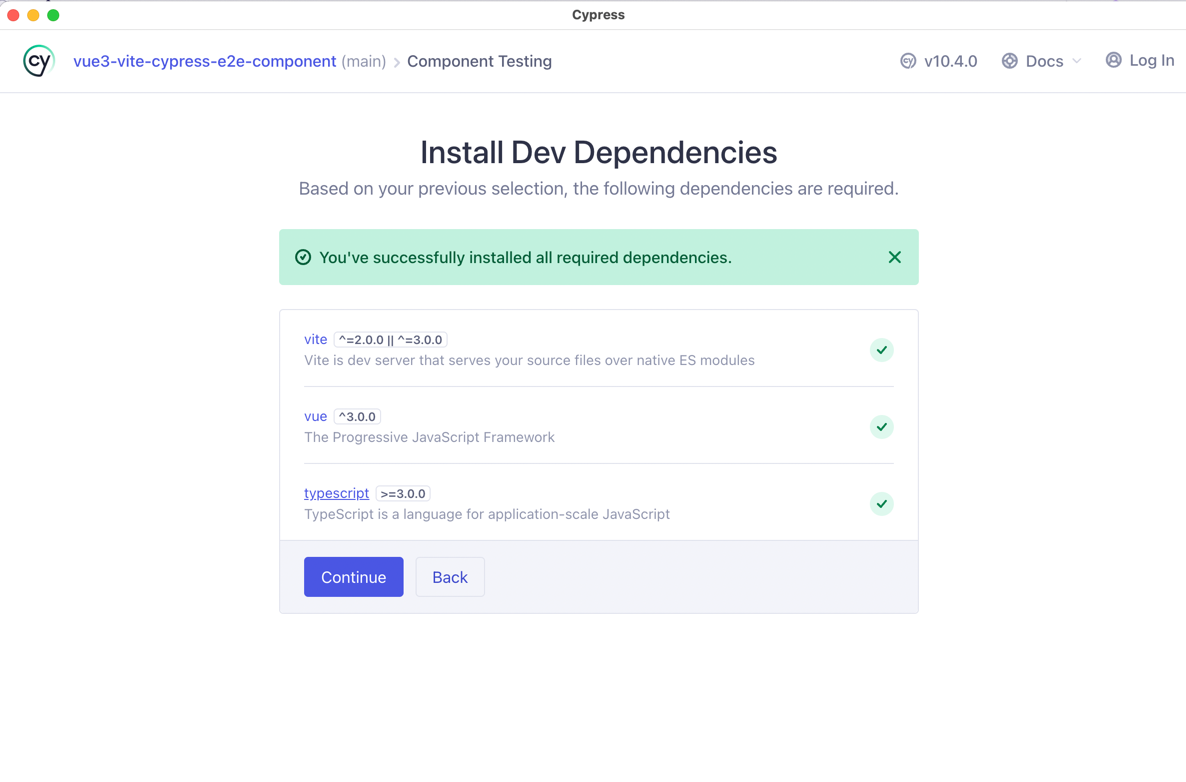 Cypress
cy vue3-vite-cypress-e2e-component (main) > Component Testing
cy v10.4.0 Docs Log In
Install Dev Dependencies
Based on your previous selection, the following dependencies are required.
You've successfully installed all required dependencies.
vite ^=2.0.0 || ^=3.0.0
Vite is dev server that serves your source files over native ES modules
vue ^3.0.0
The Progressive JavaScript Framework
typescript >=3.0.0
TypeScript is a language for application-scale JavaScript
Continue Back